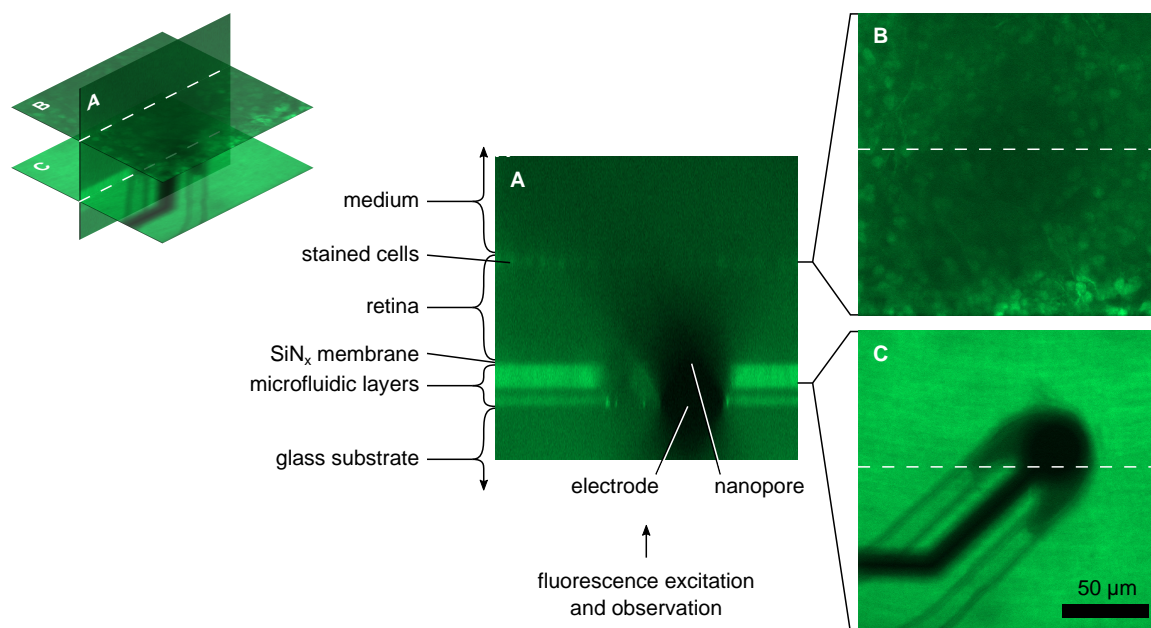 B
A
C
medium
stained cells
retina
SiNₓ membrane
microfluidic layers
glass substrate
A
electrode
nanopore
fluorescence excitation
and observation
B
C
50 µm